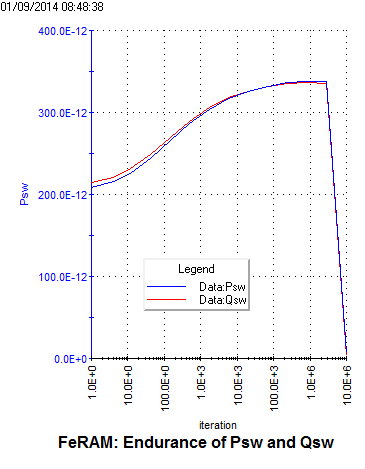 01/09/2014 08:48:38
400.0E-12
300.0E-12
200.0E-12
100.0E-12
0.0E+0
Psw
Legend
Data:Psw
Data:Qsw
1.0E+0
10.0E+0
100.0E+0
1.0E+3
10.0E+3
100.0E+3
1.0E+6
10.0E+6
iteration
FeRAM: Endurance of Psw and Qsw